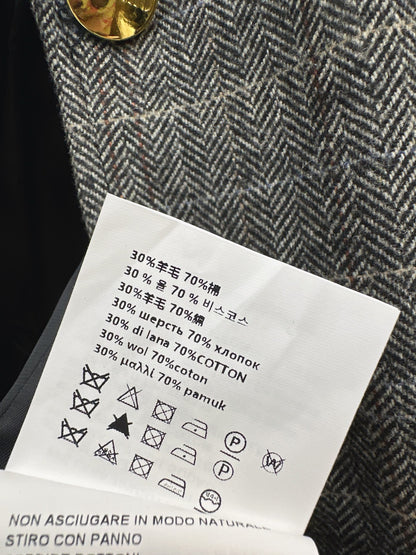 30%羊毛 70%棉
30 % 울 70 % 비스코스
30%羊毛 70%綿
30% шерсть 70% хлопок
30% di lana 70%COTTON
30% wol 70%coton
30% μαλλί 70% pamuk
P
W
P
NON ASCIUGARE IN MODO NATURALE
STIRO CON PANNO